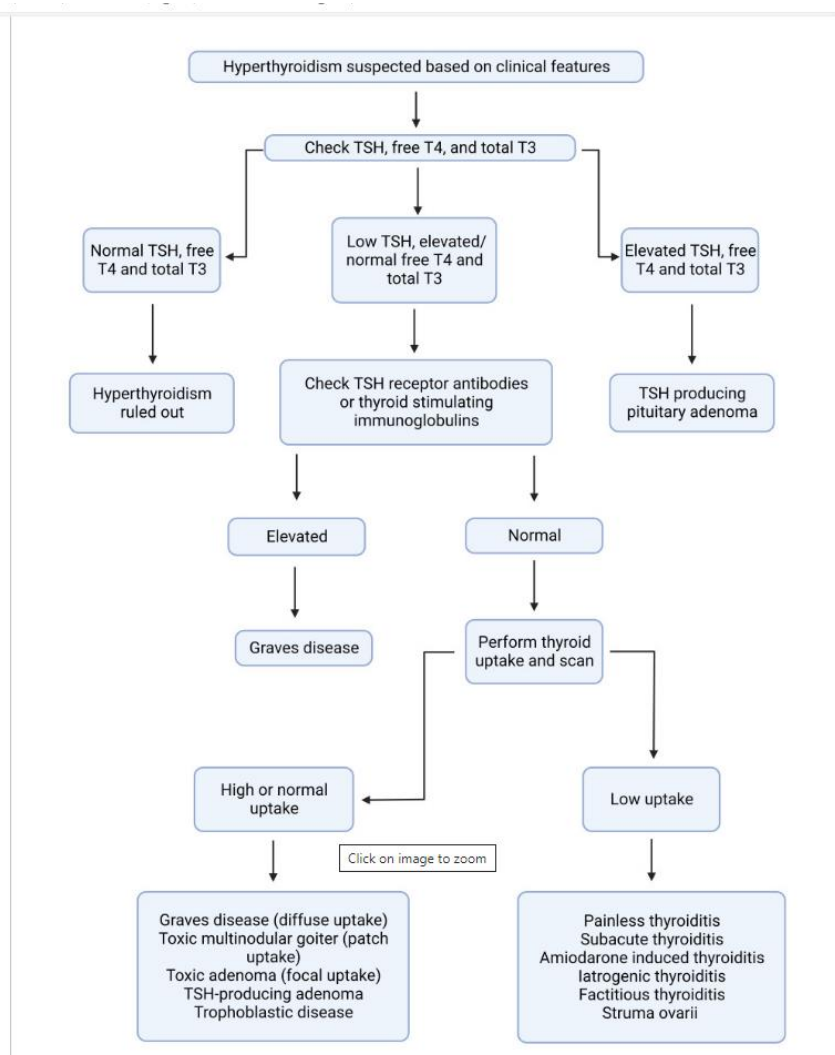 Hyperthyroidism suspected based on clinical features
Check TSH, free T4, and total T3
Normal TSH, free
T4 and total T3
Low TSH, elevated/
normal free T4 and
total T3
Elevated TSH, free
T4 and total T3
Hyperthyroidism
ruled out
Check TSH receptor antibodies
or thyroid stimulating
immunoglobulins
TSH producing
pituitary adenoma
Elevated
Normal
Graves disease
Perform thyroid
uptake and scan
High or normal
uptake
Low uptake
Click on image to zoom
Graves disease (diffuse uptake)
Toxic multinodular goiter (patch
uptake)
Toxic adenoma (focal uptake)
TSH-producing adenoma
Trophoblastic disease
Painless thyroiditis
Subacute thyroiditis
Amiodarone induced thyroiditis
Iatrogenic thyroiditis
Factitious thyroiditis
Struma ovarii